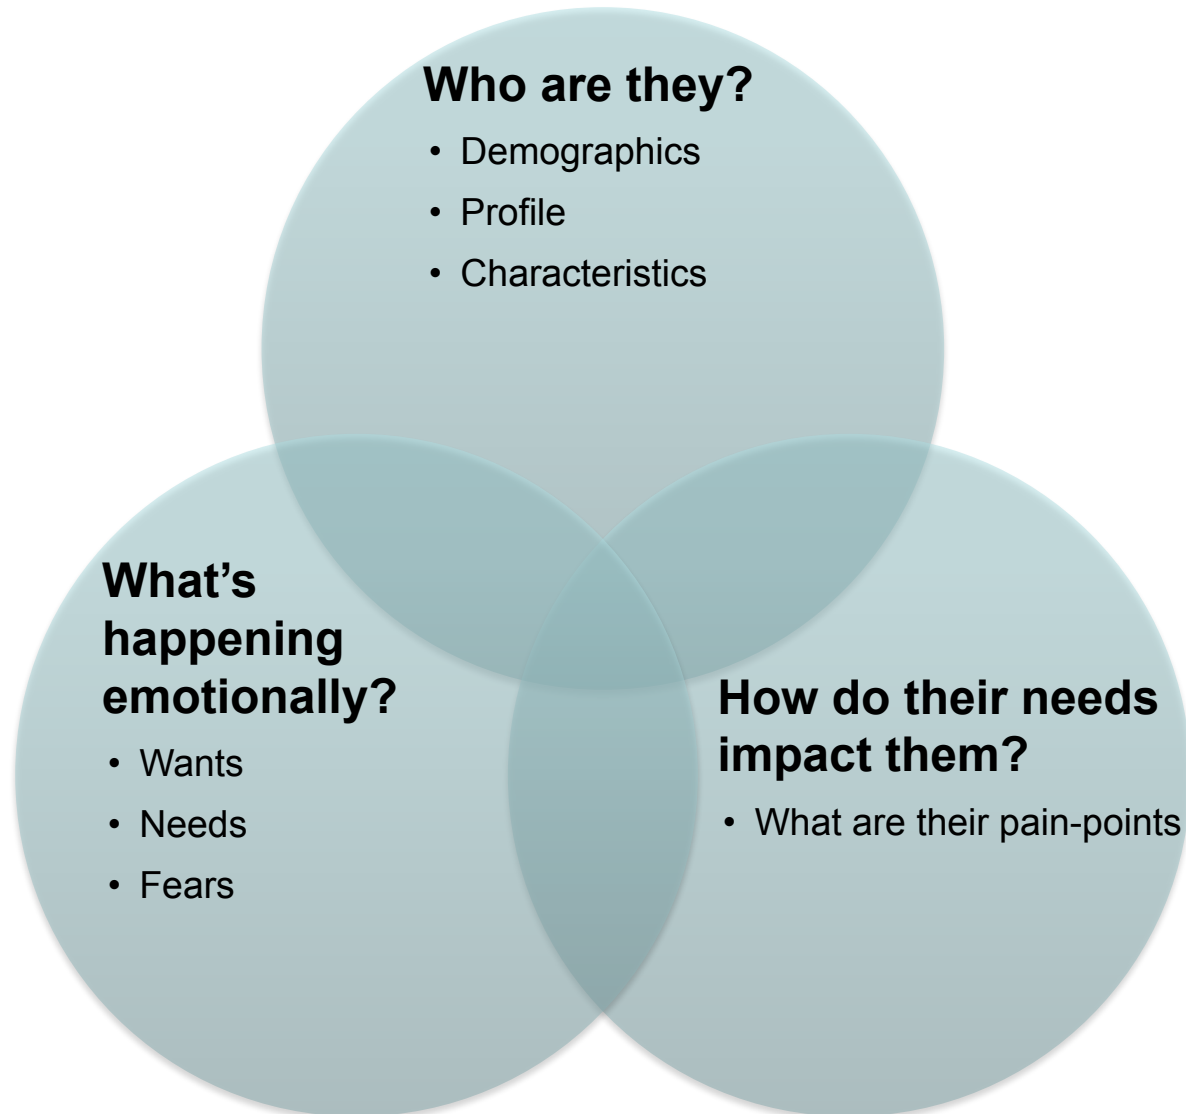 Who are they?
• Demographics
• Profile
• Characteristics
What’s
happening
emotionally?
• Wants
• Needs
• Fears
How do their needs
impact them?
• What are their pain-points